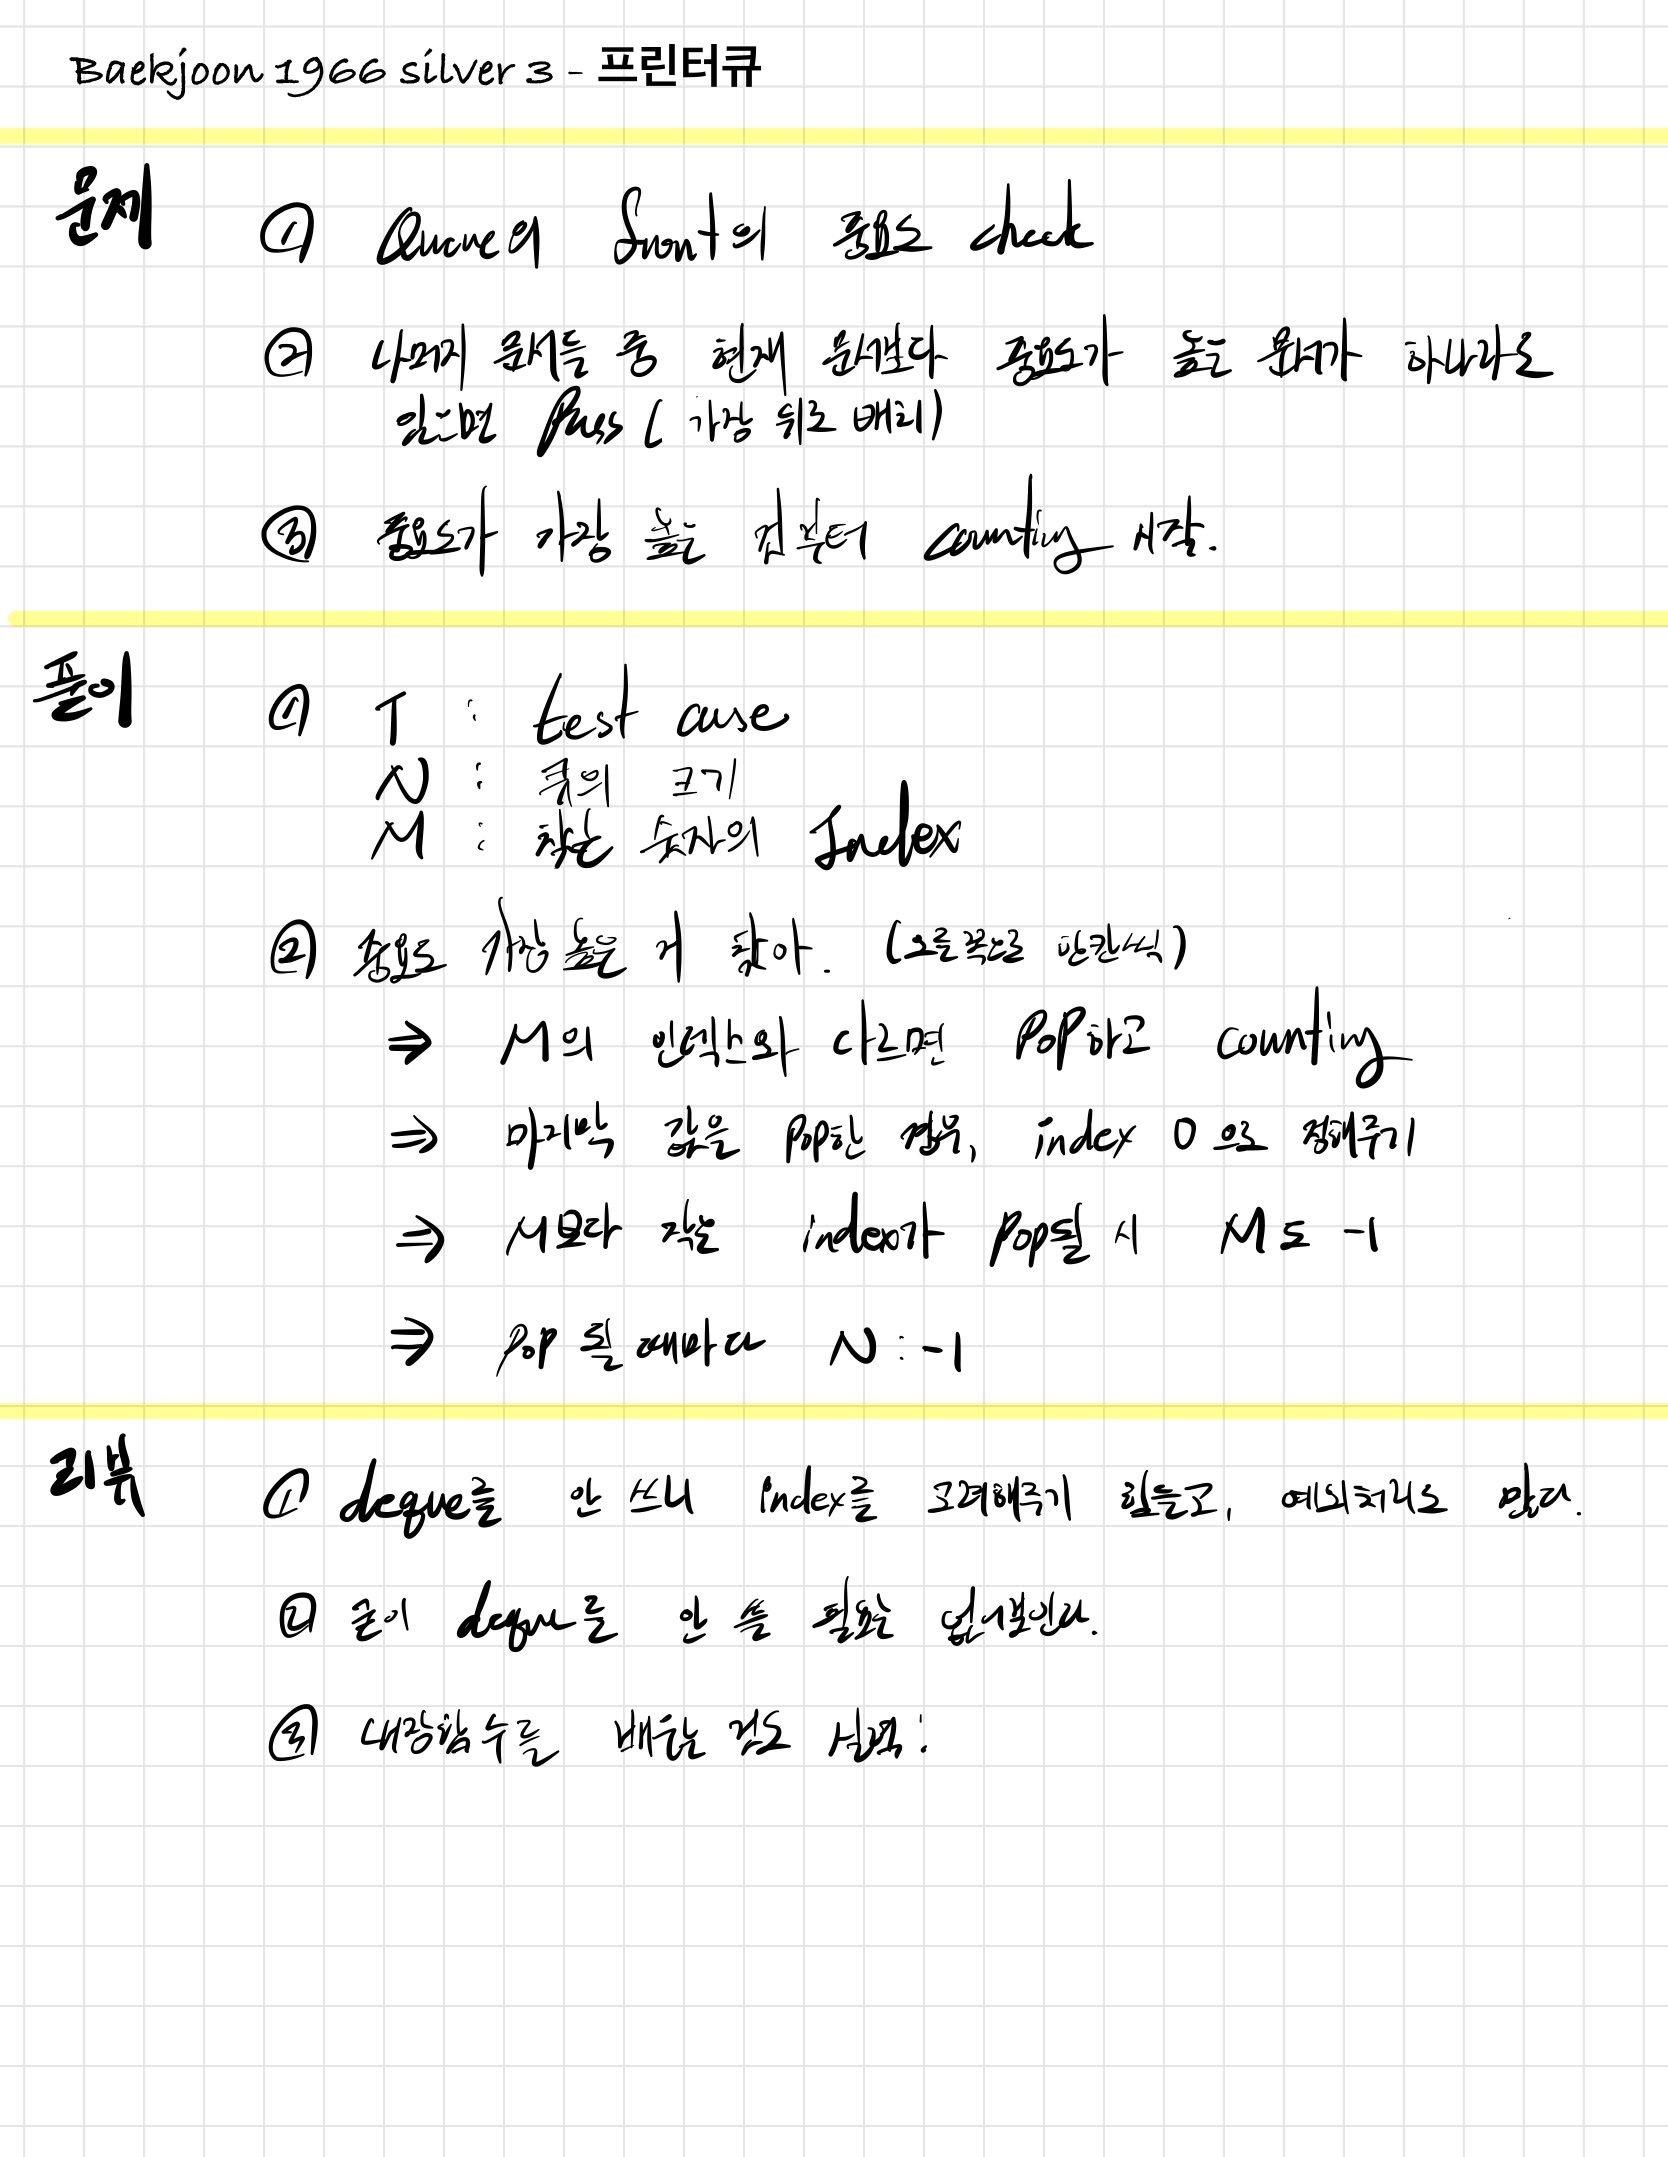 Baekjoon 1966 silver 3 - 프린터큐
문제
① Queue의 front의 중요도 check
② 나머지 문서들 중 현재 문서보다 중요도가 높은 문서가 하나라도
있으면 Pass ( 가장 뒤로 배치)
③ 중요도가 가장 높은 것부터 counting 시작.
풀이
① T : test case
N : 큐의 크기
M : 찾는 숫자의 Index
② 중요도 가장 높은 거 찾아. (오른쪽으로 한칸씩)
⇒ M의 인덱스와 다르면 POP하고 counting
⇒ 마지막 값을 pop한 경우, index 0으로 정해주기
⇒ M보다 작은 index가 pop될 시 M도 -1
⇒ pop 될 때마다 N : -1
리뷰
① deque를 안 쓰니 index를 고려해주기 힘들고, 예외처리도 많다.
② 굳이 deque를 안 쓸 필요는 없어보인다.
③ 내장함수를 배우는 것도 실력!